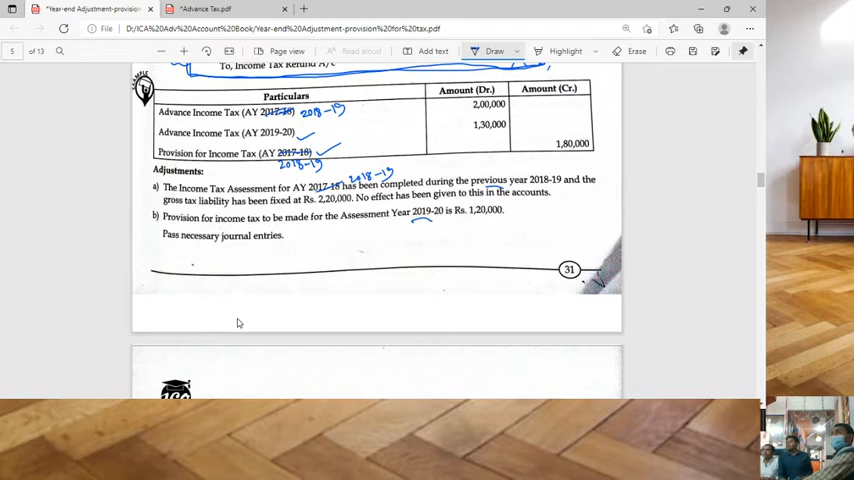 *Year-end Adjustment-provision
*Advance Tax.pdf
File
D:/ICA%20Adv%20Account%20Book/Year-end%20Adjustment-provision%20for%20tax.pdf
5 of 13
Page view
Read aloud
Add text
Draw
Highlight
Erase
To, Income Tax Refund A/c
EXAMPLE
Particulars Amount (Dr.) Amount (Cr.)
Advance Income Tax (AY 2017-18) 2018-19 2,00,000
Advance Income Tax (AY 2019-20) 1,30,000
Provision for Income Tax (AY 2017-18) 1,80,000
2018-19
Adjustments:
2018-19
a) The Income Tax Assessment for AY 2017-18 has been completed during the previous year 2018-19 and the
gross tax liability has been fixed at Rs. 2,20,000. No effect has been given to this in the accounts.
b) Provision for income tax to be made for the Assessment Year 2019-20 is Rs. 1,20,000.
Pass necessary journal entries.
31